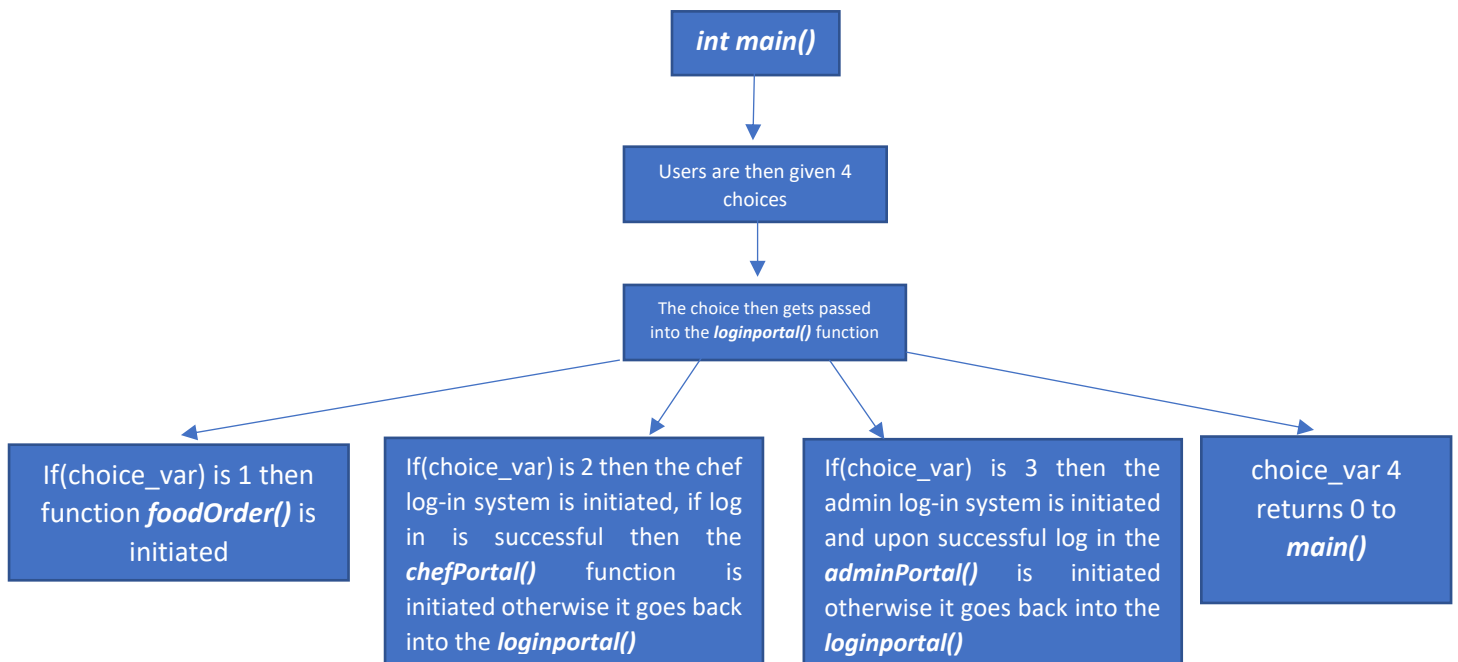 int main()
Users are then given 4
choices
The choice then gets passed
into the loginportal() function
If(choice_var) is 1 then
function foodOrder() is
initiated
If(choice_var) is 2 then the chef
log-in system is initiated, if log
in is successful then the
chefPortal() function is
initiated otherwise it goes back
into the loginportal()
If(choice_var) is 3 then the
admin log-in system is initiated
and upon successful log in the
adminPortal() is initiated
otherwise it goes back into the
loginportal()
choice_var 4
returns 0 to
main()